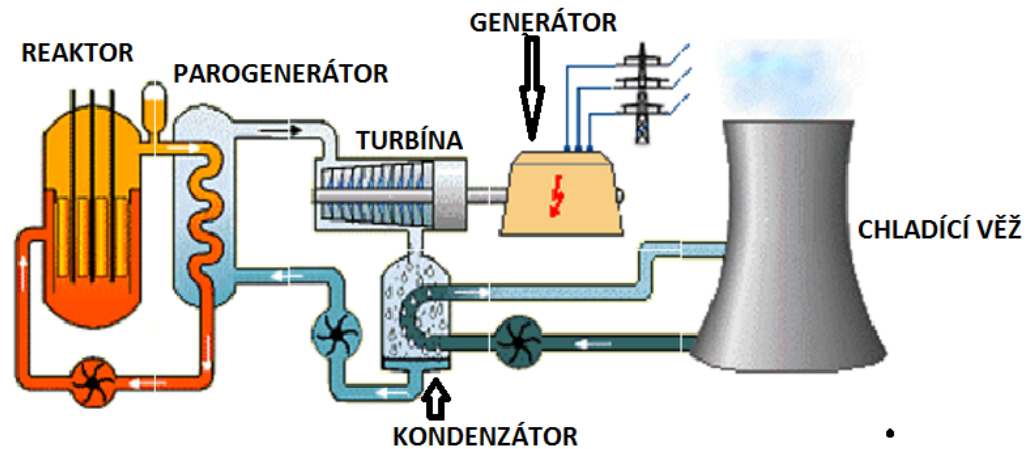 GENERÁTOR
REAKTOR
PAROGENERÁTOR
TURBÍNA
CHLADÍCÍ VĚŽ
KONDENZÁTOR